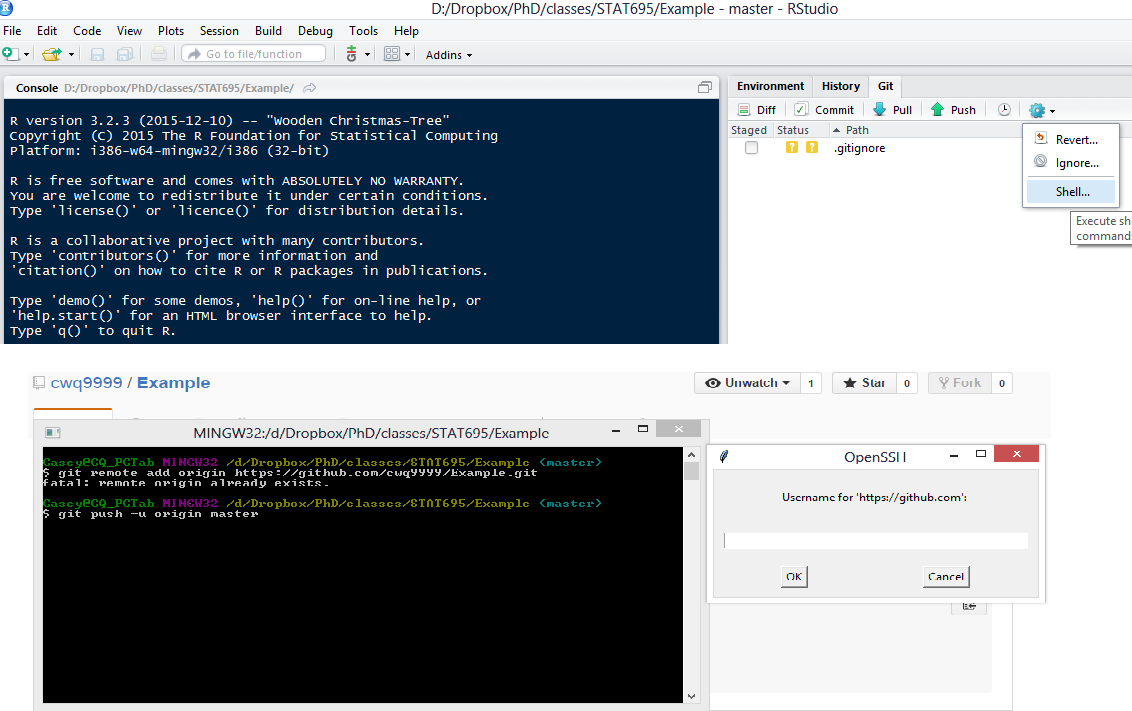 D:/Dropbox/PhD/classes/STAT695/Example - master - RStudio
File Edit Code View Plots Session Build Debug Tools Help
Go to file/function Addins
Console D:/Dropbox/PhD/classes/STAT695/Example/
R version 3.2.3 (2015-12-10) -- "Wooden Christmas-Tree"
Copyright (C) 2015 The R Foundation for Statistical Computing
Platform: i386-w64-mingw32/i386 (32-bit)
R is free software and comes with ABSOLUTELY NO WARRANTY.
You are welcome to redistribute it under certain conditions.
Type 'license()' or 'licence()' for distribution details.
R is a collaborative project with many contributors.
Type 'contributors()' for more information and
'citation()' on how to cite R or R packages in publications.
Type 'demo()' for some demos, 'help()' for on-line help, or
'help.start()' for an HTML browser interface to help.
Type 'q()' to quit R.
Environment History Git
Diff Commit Pull Push
Staged Status Path
? ? .gitignore
Revert...
Ignore...
Shell...
Execute sh
command
cwq9999 / Example
Unwatch 1 Star 0 Fork 0
MINGW32:/d/Dropbox/PhD/classes/STAT695/Example
Casey@CQ_PCTab MINGW32 /d/Dropbox/PhD/classes/STAT695/Example <master>
$ git remote add origin https://github.com/cwq9999/Example.git
fatal: remote origin already exists.
Casey@CQ_PCTab MINGW32 /d/Dropbox/PhD/classes/STAT695/Example <master>
$ git push -u origin master
OpenSSH
Username for 'https://github.com':
OK Cancel